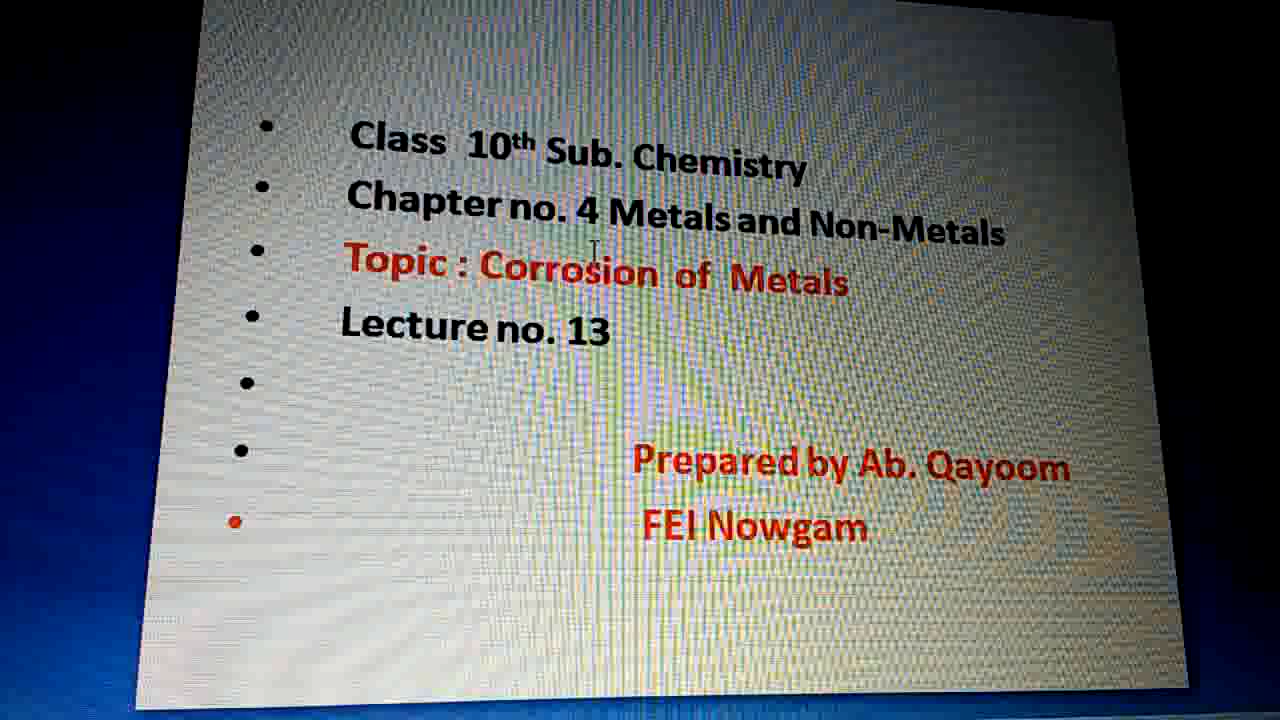 Class 10th Sub. Chemistry
Chapter no. 4 Metals and Non-Metals
Topic : Corrosion of Metals
Lecture no. 13
Prepared by Ab. Qayoom
FEI Nowgam